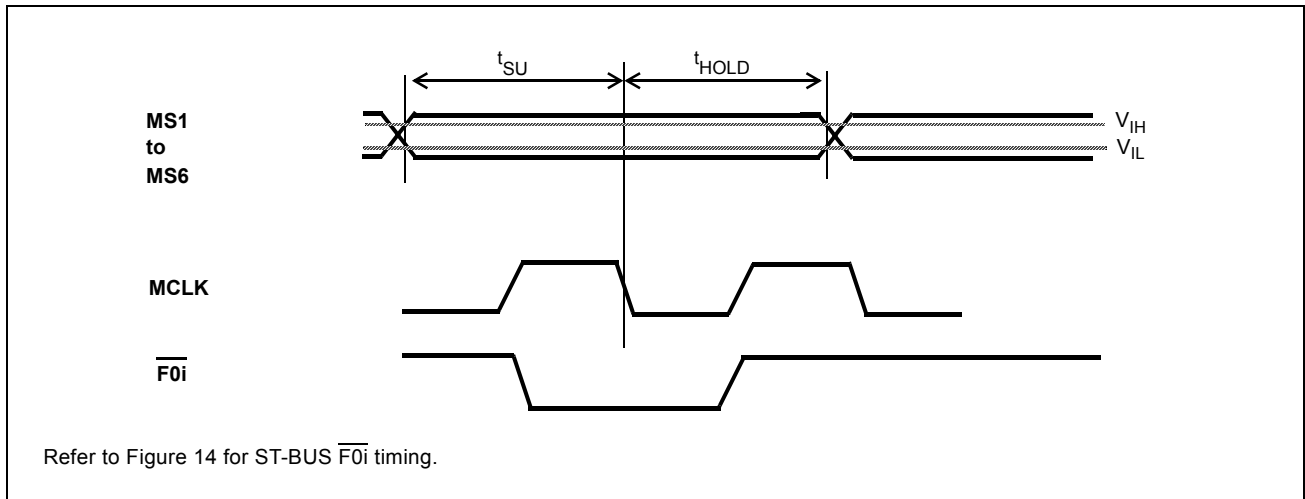 tSU
tHOLD
MS1
to
MS6
VIH
VIL
MCLK
F0i
Refer to Figure 14 for ST-BUS F0i timing.